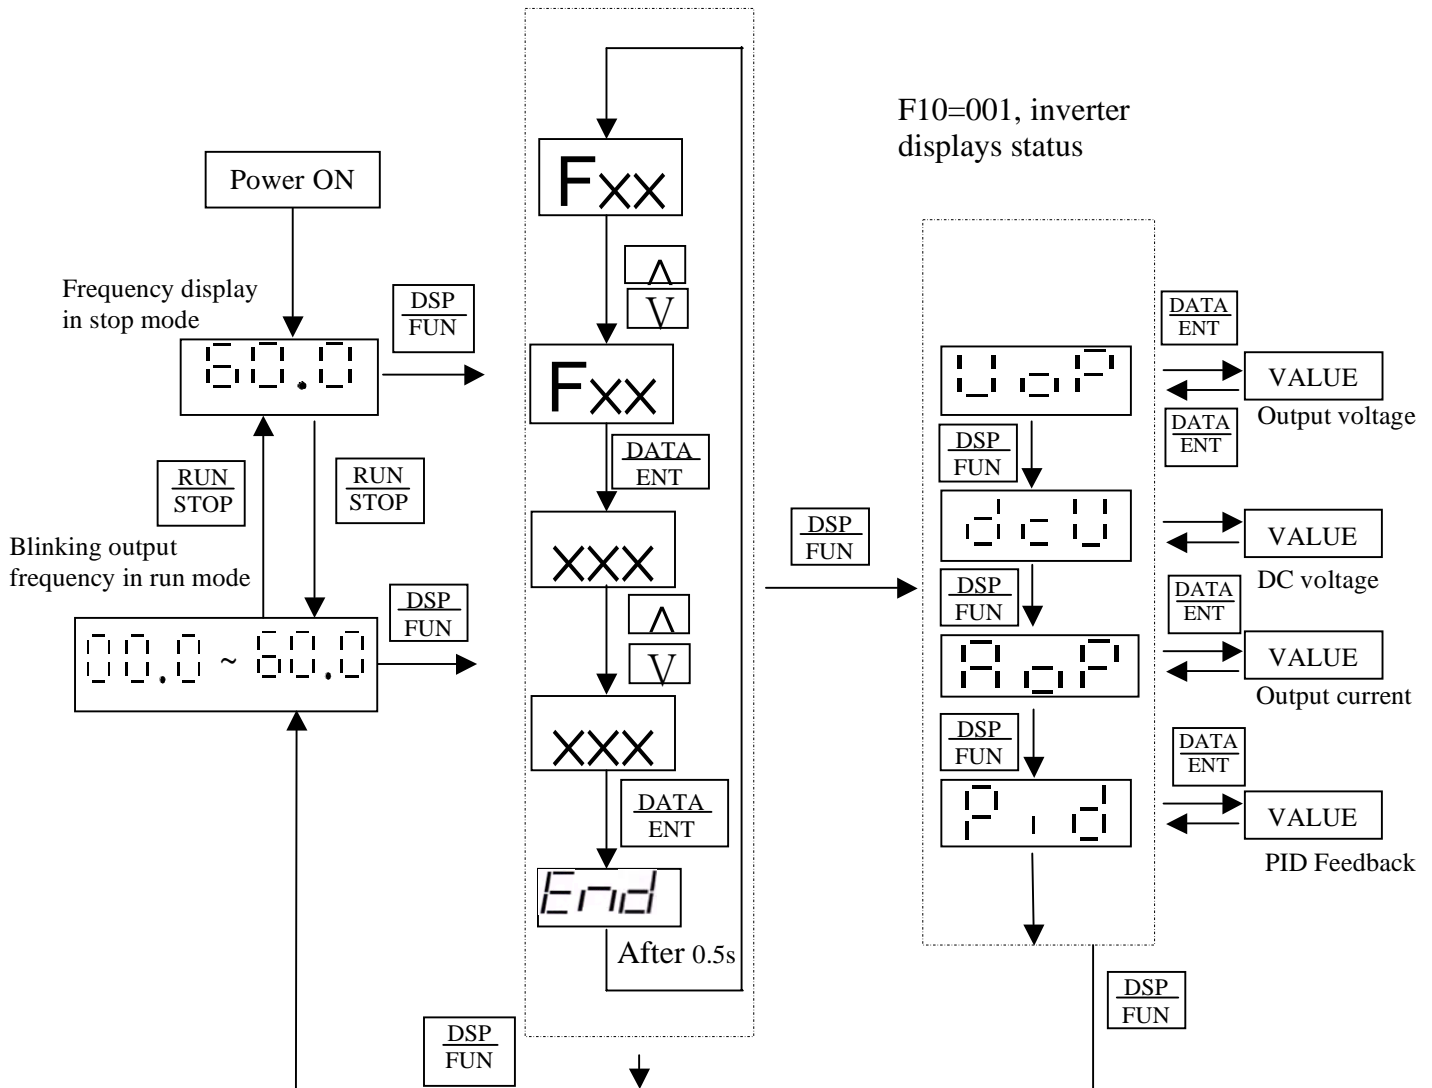 F10=001, inverter
displays status
Power ON
Frequency display
in stop mode
60.0
DSP
FUN
RUN
STOP
RUN
STOP
Blinking output
frequency in run mode
00.0 ~ 60.0
DSP
FUN
Fxx
∧
V
Fxx
DATA
ENT
xxx
∧
V
xxx
DATA
ENT
End
After 0.5s
DSP
FUN
DSP
FUN
UoP
DATA
ENT
VALUE
Output voltage
DATA
ENT
DSP
FUN
dcU
VALUE
DC voltage
DSP
FUN
DATA
ENT
AoP
VALUE
Output current
DSP
FUN
DATA
ENT
Pid
VALUE
PID Feedback
DSP
FUN